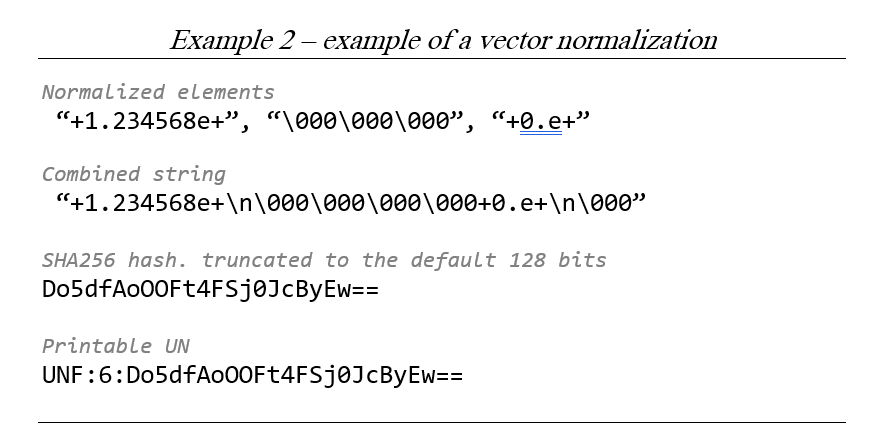 Example 2 – example of a vector normalization
Normalized elements
“+1.234568e+”, “\000\000\000”, “+0.e+”
Combined string
“+1.234568e+\n\000\000\000\000+0.e+\n\000”
SHA256 hash. truncated to the default 128 bits
Do5dfAoOOFt4FSj0JcByEw==
Printable UN
UNF:6:Do5dfAoOOFt4FSj0JcByEw==